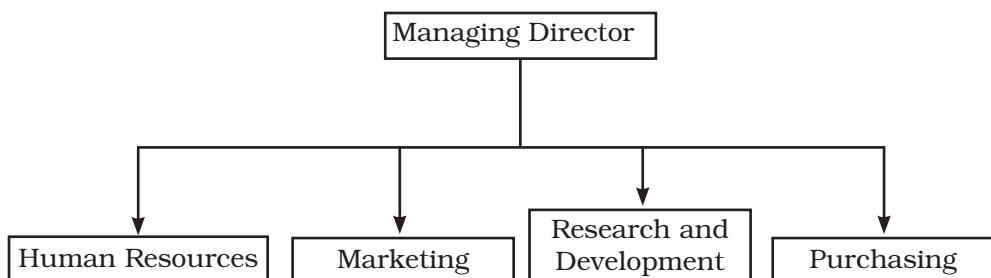 Managing Director
Human Resources
Marketing
Research and
Development
Purchasing